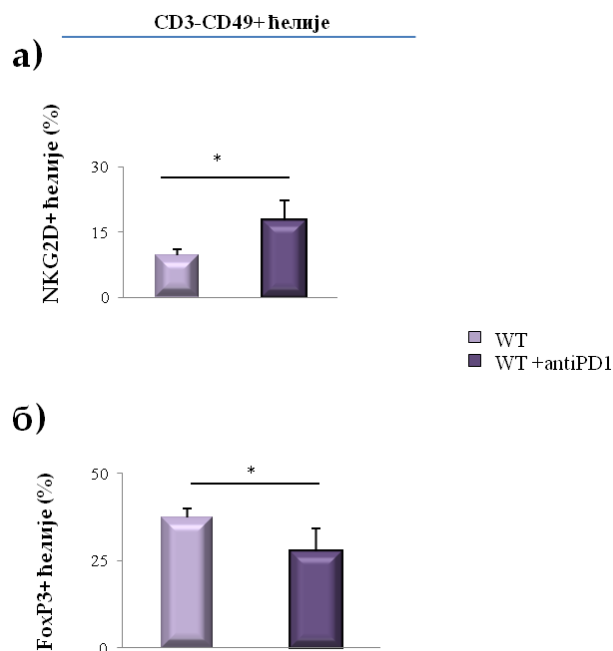 CD3-CD49+ ћелије
а)
NKG2D+ ћелије (%)
30
*
15
0
WT
WT +antiPD1
б)
FoxP3+ ћелије (%)
50
*
25
0